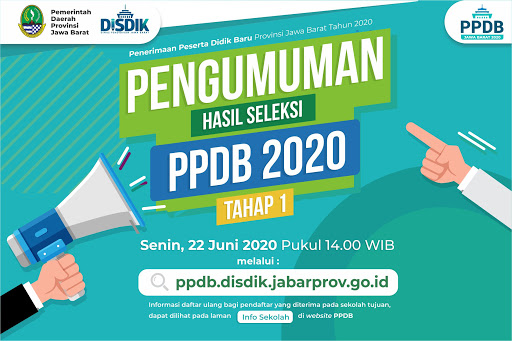 Pemerintah
Daerah
Provinsi
Jawa Barat
DiSDiK
PPDB
JAWA BARAT 2020
Penerimaan Peserta Didik Baru Provinsi Jawa Barat Tahun 2020
PENGUMUMAN
HASIL SELEKSI
PPDB 2020
TAHAP 1
Senin, 22 Juni 2020 Pukul 14.00 WIB
melalui :
ppdb.disdik.jabarprov.go.id
Informasi daftar ulang bagi pendaftar yang diterima pada sekolah tujuan,
dapat dilihat pada laman Info Sekolah di website PPDB